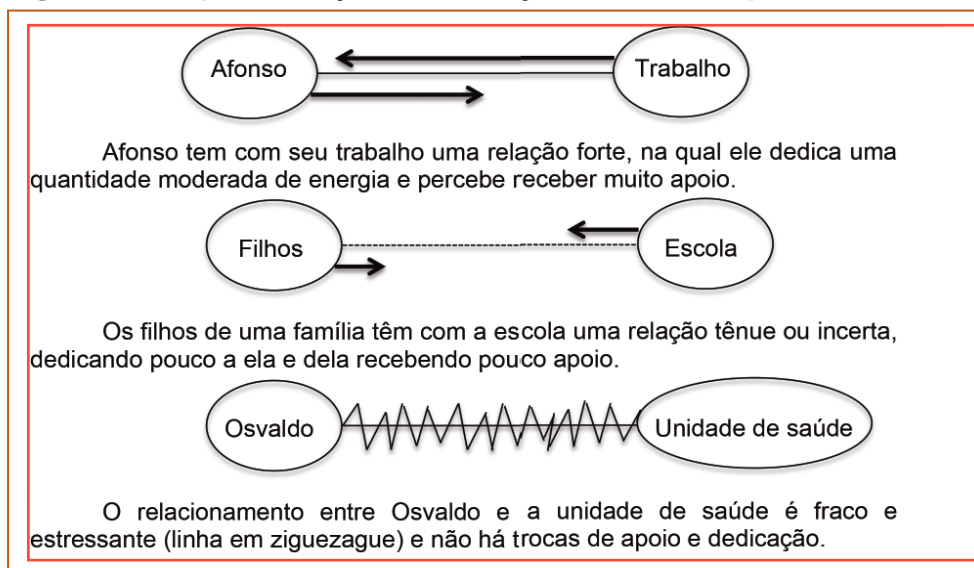 Afonso
Trabalho
Afonso tem com seu trabalho uma relação forte, na qual ele dedica uma
quantidade moderada de energia e percebe receber muito apoio.
Filhos
Escola
Os filhos de uma família têm com a escola uma relação tênue ou incerta,
dedicando pouco a ela e dela recebendo pouco apoio.
Osvaldo
Unidade de saúde
O relacionamento entre Osvaldo e a unidade de saúde é fraco e
estressante (linha em ziguezague) e não há trocas de apoio e dedicação.